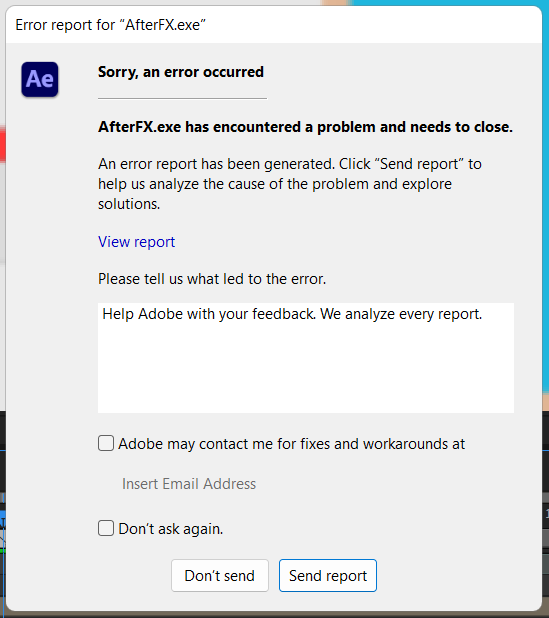 Error report for “AfterFX.exe”
Ae
Sorry, an error occurred
AfterFX.exe has encountered a problem and needs to close.
An error report has been generated. Click “Send report” to
help us analyze the cause of the problem and explore
solutions.
View report
Please tell us what led to the error.
Help Adobe with your feedback. We analyze every report.
Adobe may contact me for fixes and workarounds at
Insert Email Address
Don’t ask again.
Don’t send
Send report